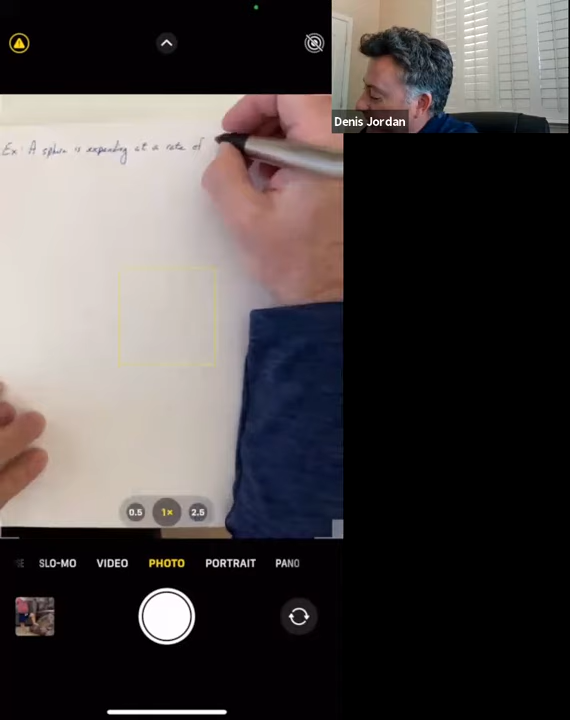 Denis Jordan
Ex: A sphere is expanding at a rate of
0.5 1× 2.5
SLO-MO VIDEO PHOTO PORTRAIT PANO